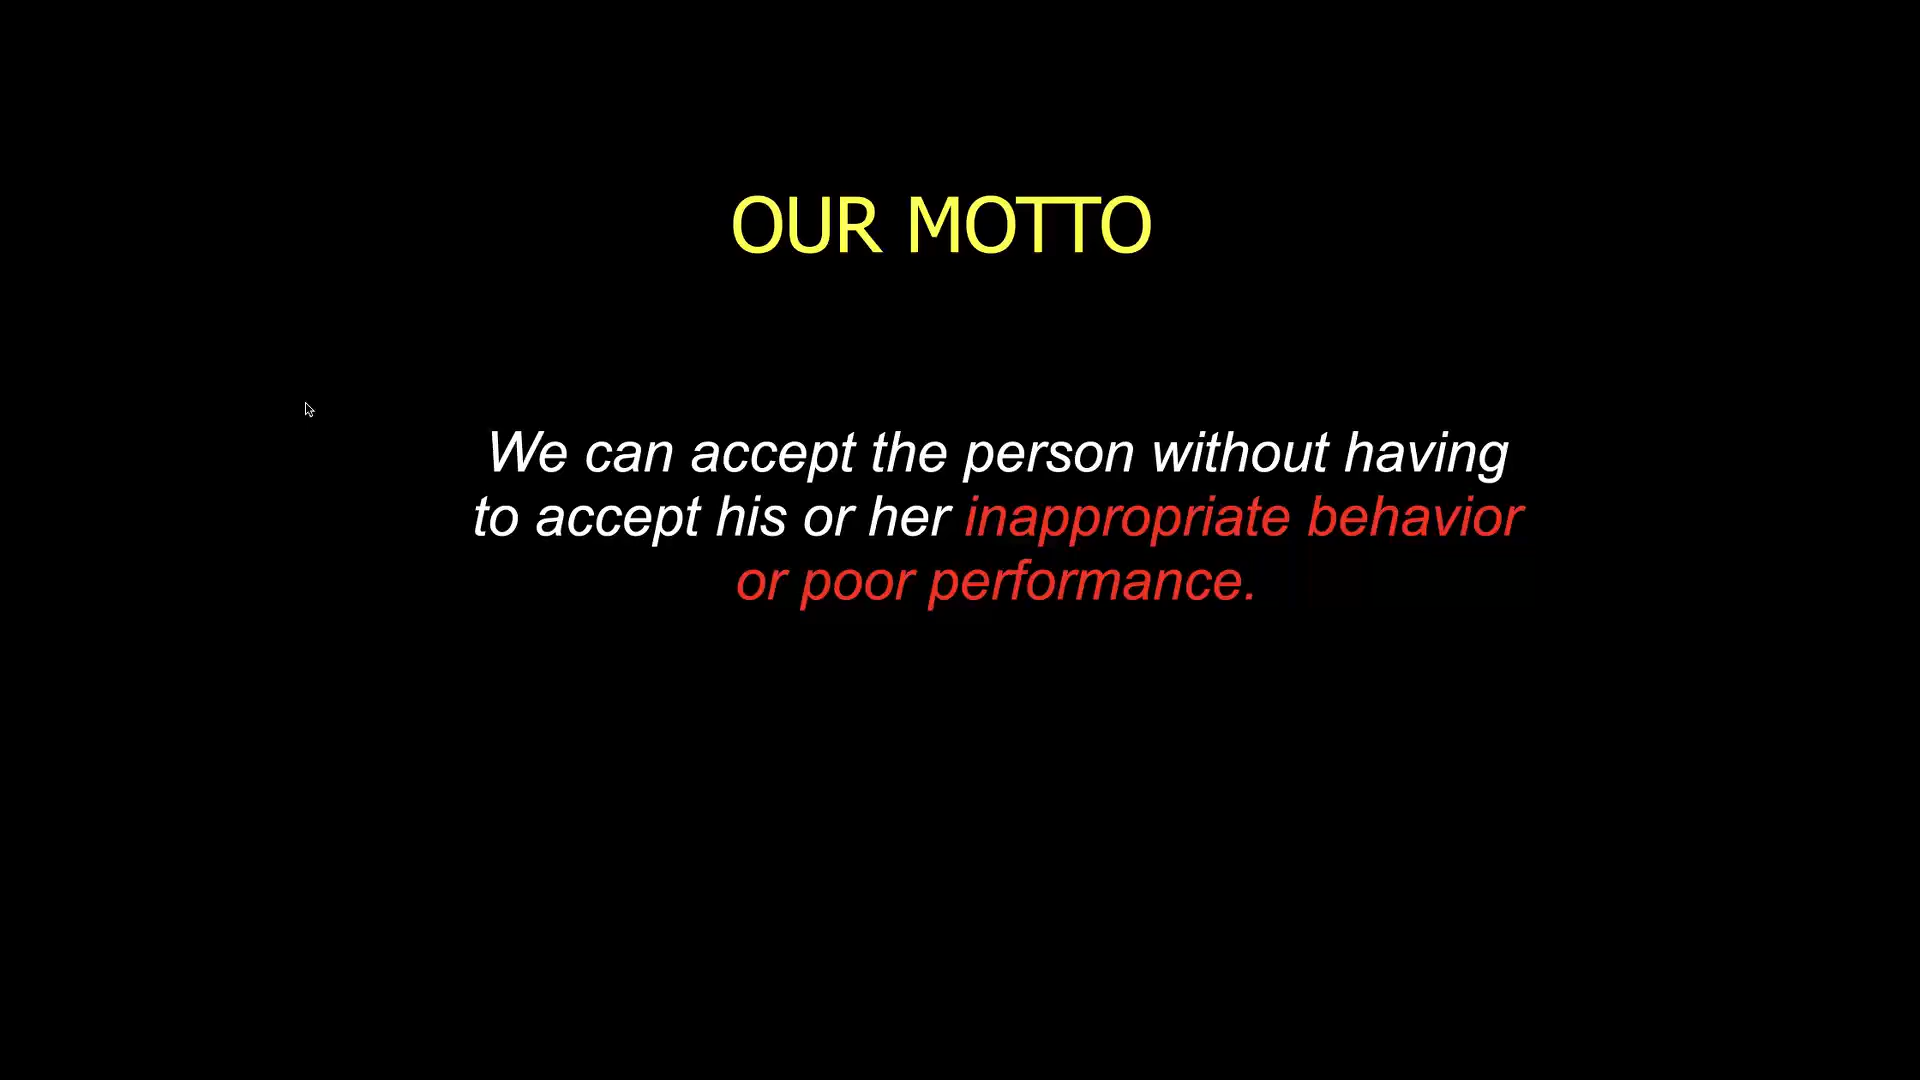 OUR MOTTO
We can accept the person without having
to accept his or her inappropriate behavior
or poor performance.